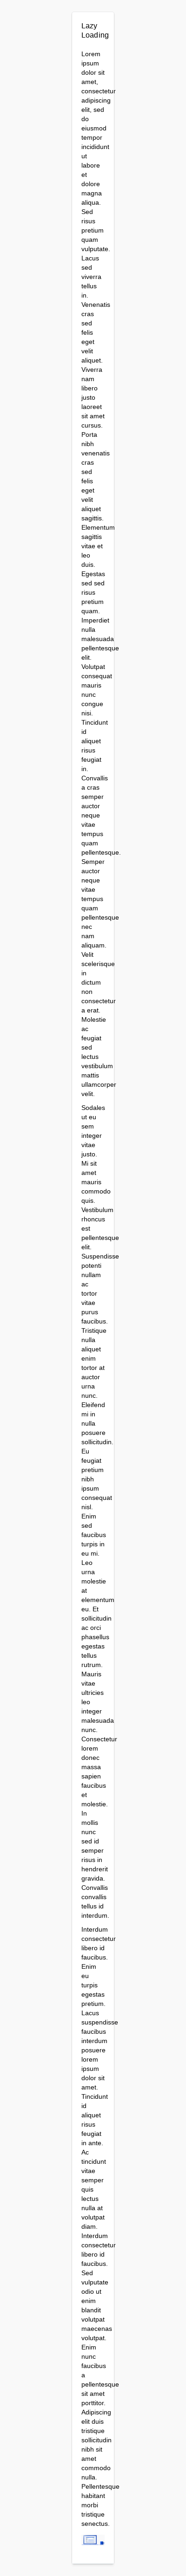 Lazy
Loading
Lorem
ipsum
dolor sit
amet,
consectetur
adipiscing
elit, sed
do
eiusmod
tempor
incididunt
ut
labore
et
dolore
magna
aliqua.
Sed
risus
pretium
quam
vulputate.
Lacus
sed
viverra
tellus
in.
Venenatis
cras
sed
felis
eget
velit
aliquet.
Viverra
nam
libero
justo
laoreet
sit amet
cursus.
Porta
nibh
venenatis
cras
sed
felis
eget
velit
aliquet
sagittis.
Elementum
sagittis
vitae et
leo
duis.
Egestas
sed sed
risus
pretium
quam.
Imperdiet
nulla
malesuada
pellentesque
elit.
Volutpat
consequat
mauris
nunc
congue
nisi.
Tincidunt
id
aliquet
risus
feugiat
in.
Convallis
a cras
semper
auctor
neque
vitae
tempus
quam
pellentesque.
Semper
auctor
neque
vitae
tempus
quam
pellentesque
nec
nam
aliquam.
Velit
scelerisque
in
dictum
non
consectetur
a erat.
Molestie
ac
feugiat
sed
lectus
vestibulum
mattis
ullamcorper
velit.
Sodales
ut eu
sem
integer
vitae
justo.
Mi sit
amet
mauris
commodo
quis.
Vestibulum
rhoncus
est
pellentesque
elit.
Suspendisse
potenti
nullam
ac
tortor
vitae
purus
faucibus.
Tristique
nulla
aliquet
enim
tortor at
auctor
urna
nunc.
Eleifend
mi in
nulla
posuere
sollicitudin.
Eu
feugiat
pretium
nibh
ipsum
consequat
nisl.
Enim
sed
faucibus
turpis in
eu mi.
Leo
urna
molestie
at
elementum
eu. Et
sollicitudin
ac orci
phasellus
egestas
tellus
rutrum.
Mauris
vitae
ultricies
leo
integer
malesuada
nunc.
Consectetur
lorem
donec
massa
sapien
faucibus
et
molestie.
In
mollis
nunc
sed id
semper
risus in
hendrerit
gravida.
Convallis
convallis
tellus id
interdum.
Interdum
consectetur
libero id
faucibus.
Enim
eu
turpis
egestas
pretium.
Lacus
suspendisse
faucibus
interdum
posuere
lorem
ipsum
dolor sit
amet.
Tincidunt
id
aliquet
risus
feugiat
in ante.
Ac
tincidunt
vitae
semper
quis
lectus
nulla at
volutpat
diam.
Interdum
consectetur
libero id
faucibus.
Sed
vulputate
odio ut
enim
blandit
volutpat
maecenas
volutpat.
Enim
nunc
faucibus
a
pellentesque
sit amet
porttitor.
Adipiscing
elit duis
tristique
sollicitudin
nibh sit
amet
commodo
nulla.
Pellentesque
habitant
morbi
tristique
senectus.